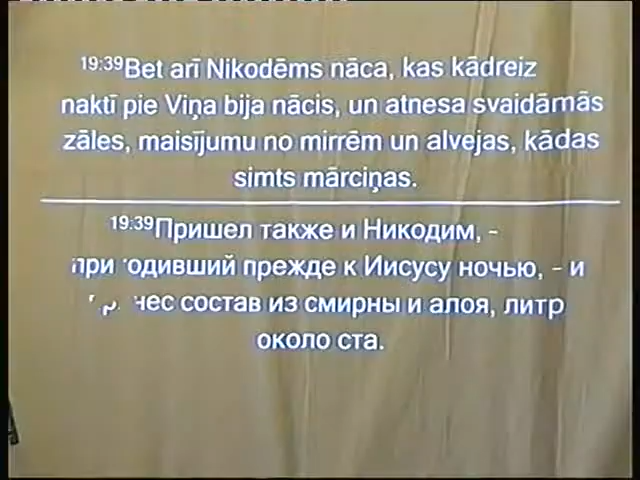 19:39Bet arī Nikodēms nāca, kas kādreiz
naktī pie Viņa bija nācis, un atnesa svaidāmās
zāles, maisījumu no mirrēm un alvejas, kādas
simts mārciņas.
19:39Пришел также и Никодим, -
прежде к Иисусу ночью, - и
состав из смирны и алоя, литр
около ста.